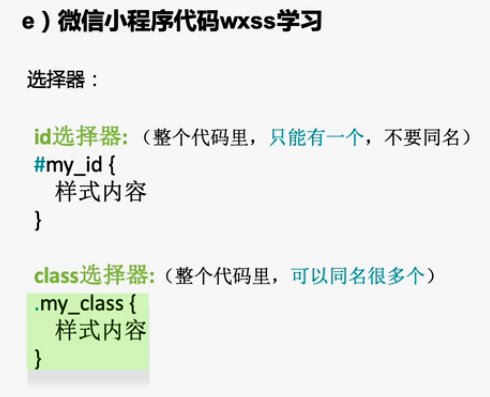 e）微信小程序代码wxss学习
选择器：
id选择器:（整个代码里，只能有一个，不要同名）
#my_id {
样式内容
}
class选择器:（整个代码里，可以同名很多个）
.my_class {
样式内容
}